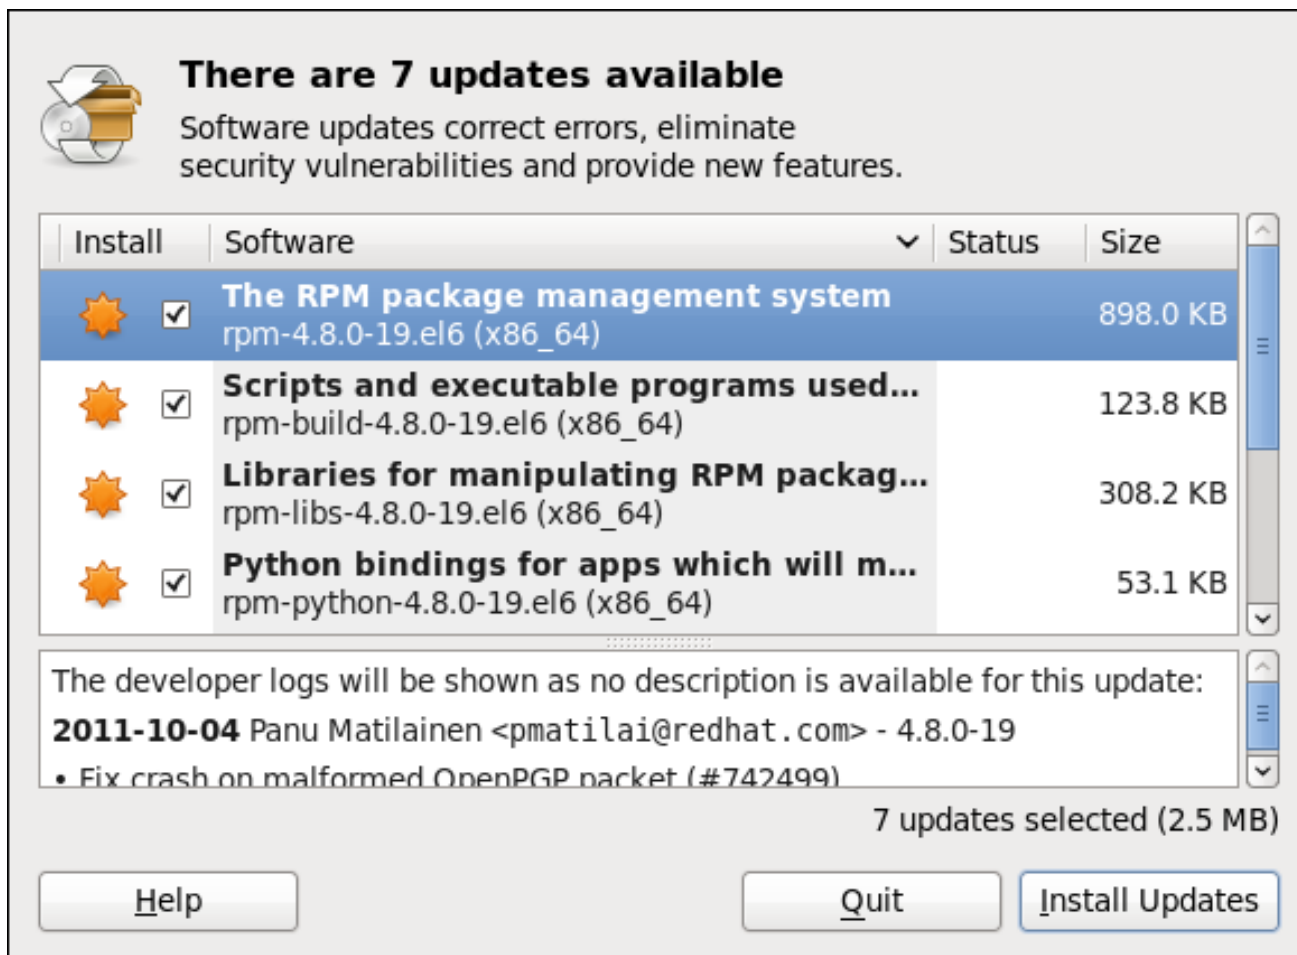 There are 7 updates available
Software updates correct errors, eliminate
security vulnerabilities and provide new features.
Install Software Status Size
The RPM package management system
rpm-4.8.0-19.el6 (x86_64) 898.0 KB
Scripts and executable programs used...
rpm-build-4.8.0-19.el6 (x86_64) 123.8 KB
Libraries for manipulating RPM packag...
rpm-libs-4.8.0-19.el6 (x86_64) 308.2 KB
Python bindings for apps which will m...
rpm-python-4.8.0-19.el6 (x86_64) 53.1 KB
The developer logs will be shown as no description is available for this update:
2011-10-04 Panu Matilainen <pmatilai@redhat.com> - 4.8.0-19
• Fix crash on malformed OpenPGP packet (#742499)
7 updates selected (2.5 MB)
Help Quit Install Updates